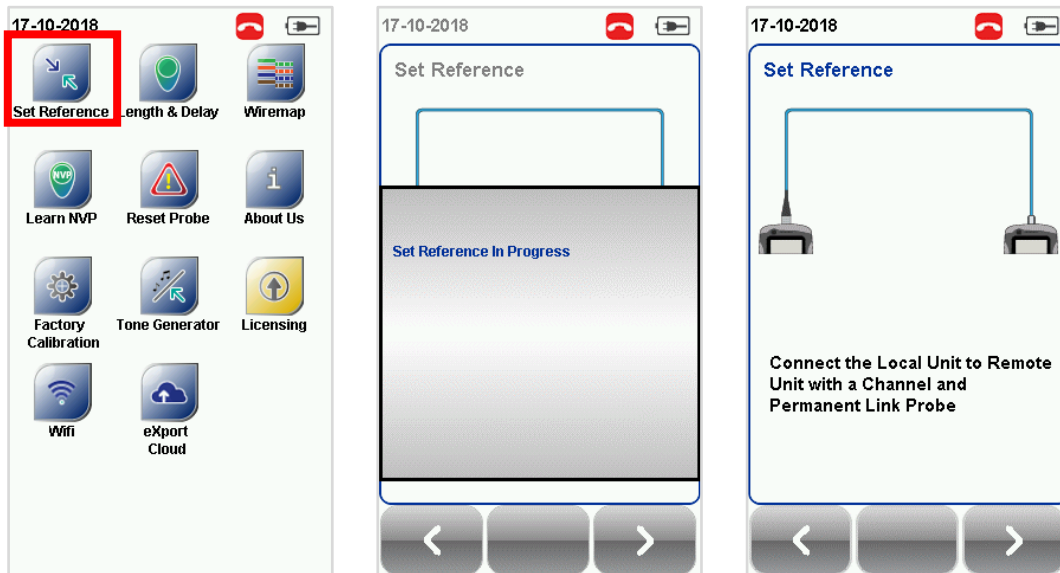 17-10-2018
Set Reference
Length & Delay
Wiremap
NVP
Learn NVP
Reset Probe
i
About Us
Factory
Calibration
Tone Generator
Licensing
Wifi
eXport
Cloud
17-10-2018
Set Reference
Set Reference In Progress
17-10-2018
Set Reference
Connect the Local Unit to Remote
Unit with a Channel and
Permanent Link Probe